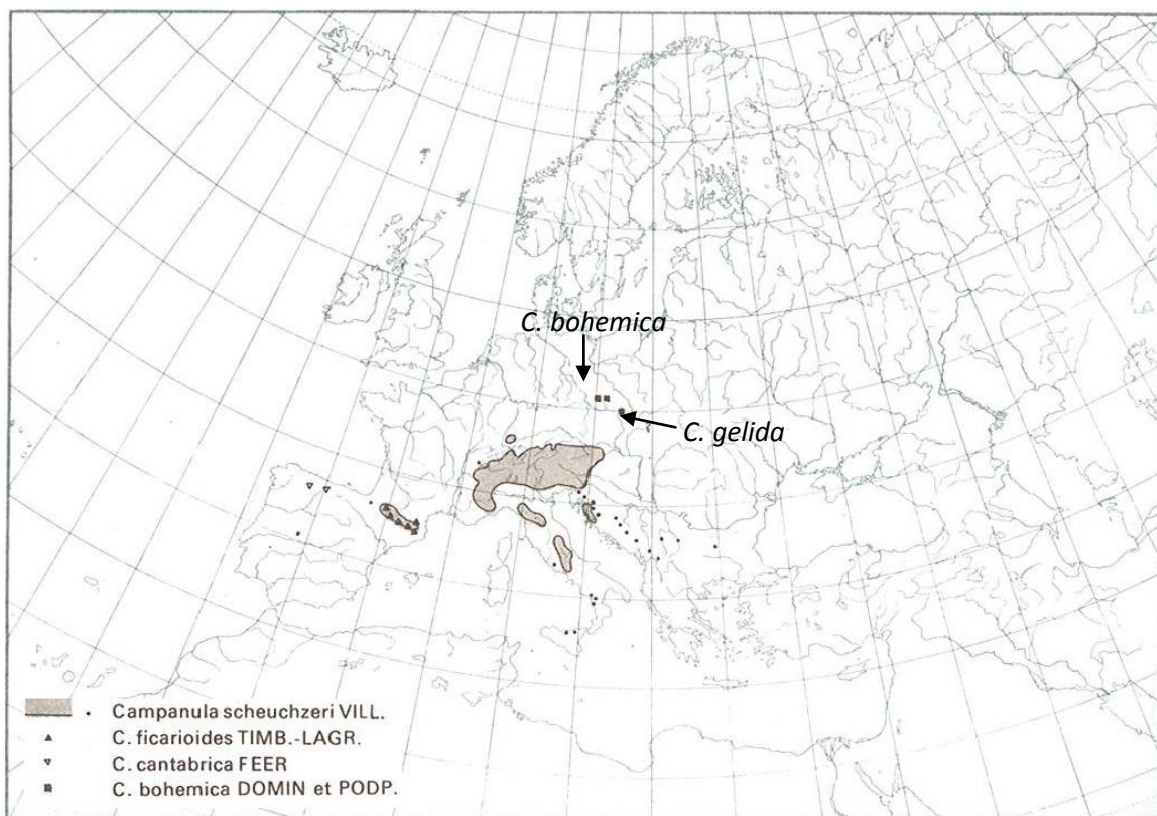 C. bohemica
C. gelida
Campanula scheuchzeri VILL.
C. ficarioides TIMB.-LAGR.
C. cantabrica FEER
C. bohemica DOMIN et PODP.